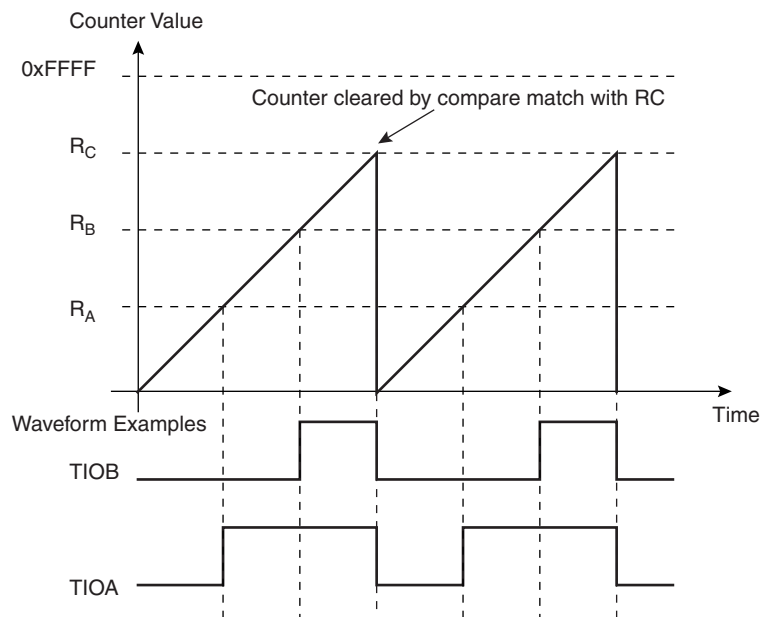 Counter Value
0xFFFF
Counter cleared by compare match with RC
RC
RB
RA
Time
Waveform Examples
TIOB
TIOA